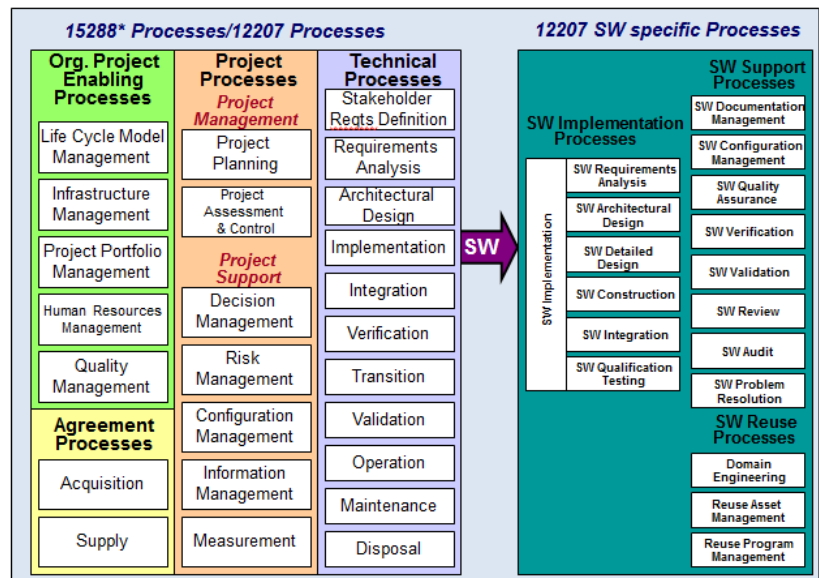 15288* Processes/12207 Processes
Org. Project
Enabling
Processes
Life Cycle Model
Management
Infrastructure
Management
Project Portfolio
Management
Human Resources
Management
Quality
Management
Agreement
Processes
Acquisition
Supply
Project
Processes
Project
Management
Project
Planning
Project
Assessment
& Control
Project
Support
Decision
Management
Risk
Management
Configuration
Management
Information
Management
Measurement
Technical
Processes
Stakeholder
Reqts Definition
Requirements
Analysis
Architectural
Design
Implementation
Integration
Verification
Transition
Validation
Operation
Maintenance
Disposal
SW
12207 SW specific Processes
SW Implementation
Processes
SW Implementation
SW Requirements
Analysis
SW Architectural
Design
SW Detailed
Design
SW Construction
SW Integration
SW Qualification
Testing
SW Support
Processes
SW Documentation
Management
SW Configuration
Management
SW Quality
Assurance
SW Verification
SW Validation
SW Review
SW Audit
SW Problem
Resolution
SW Reuse
Processes
Domain
Engineering
Reuse Asset
Management
Reuse Program
Management